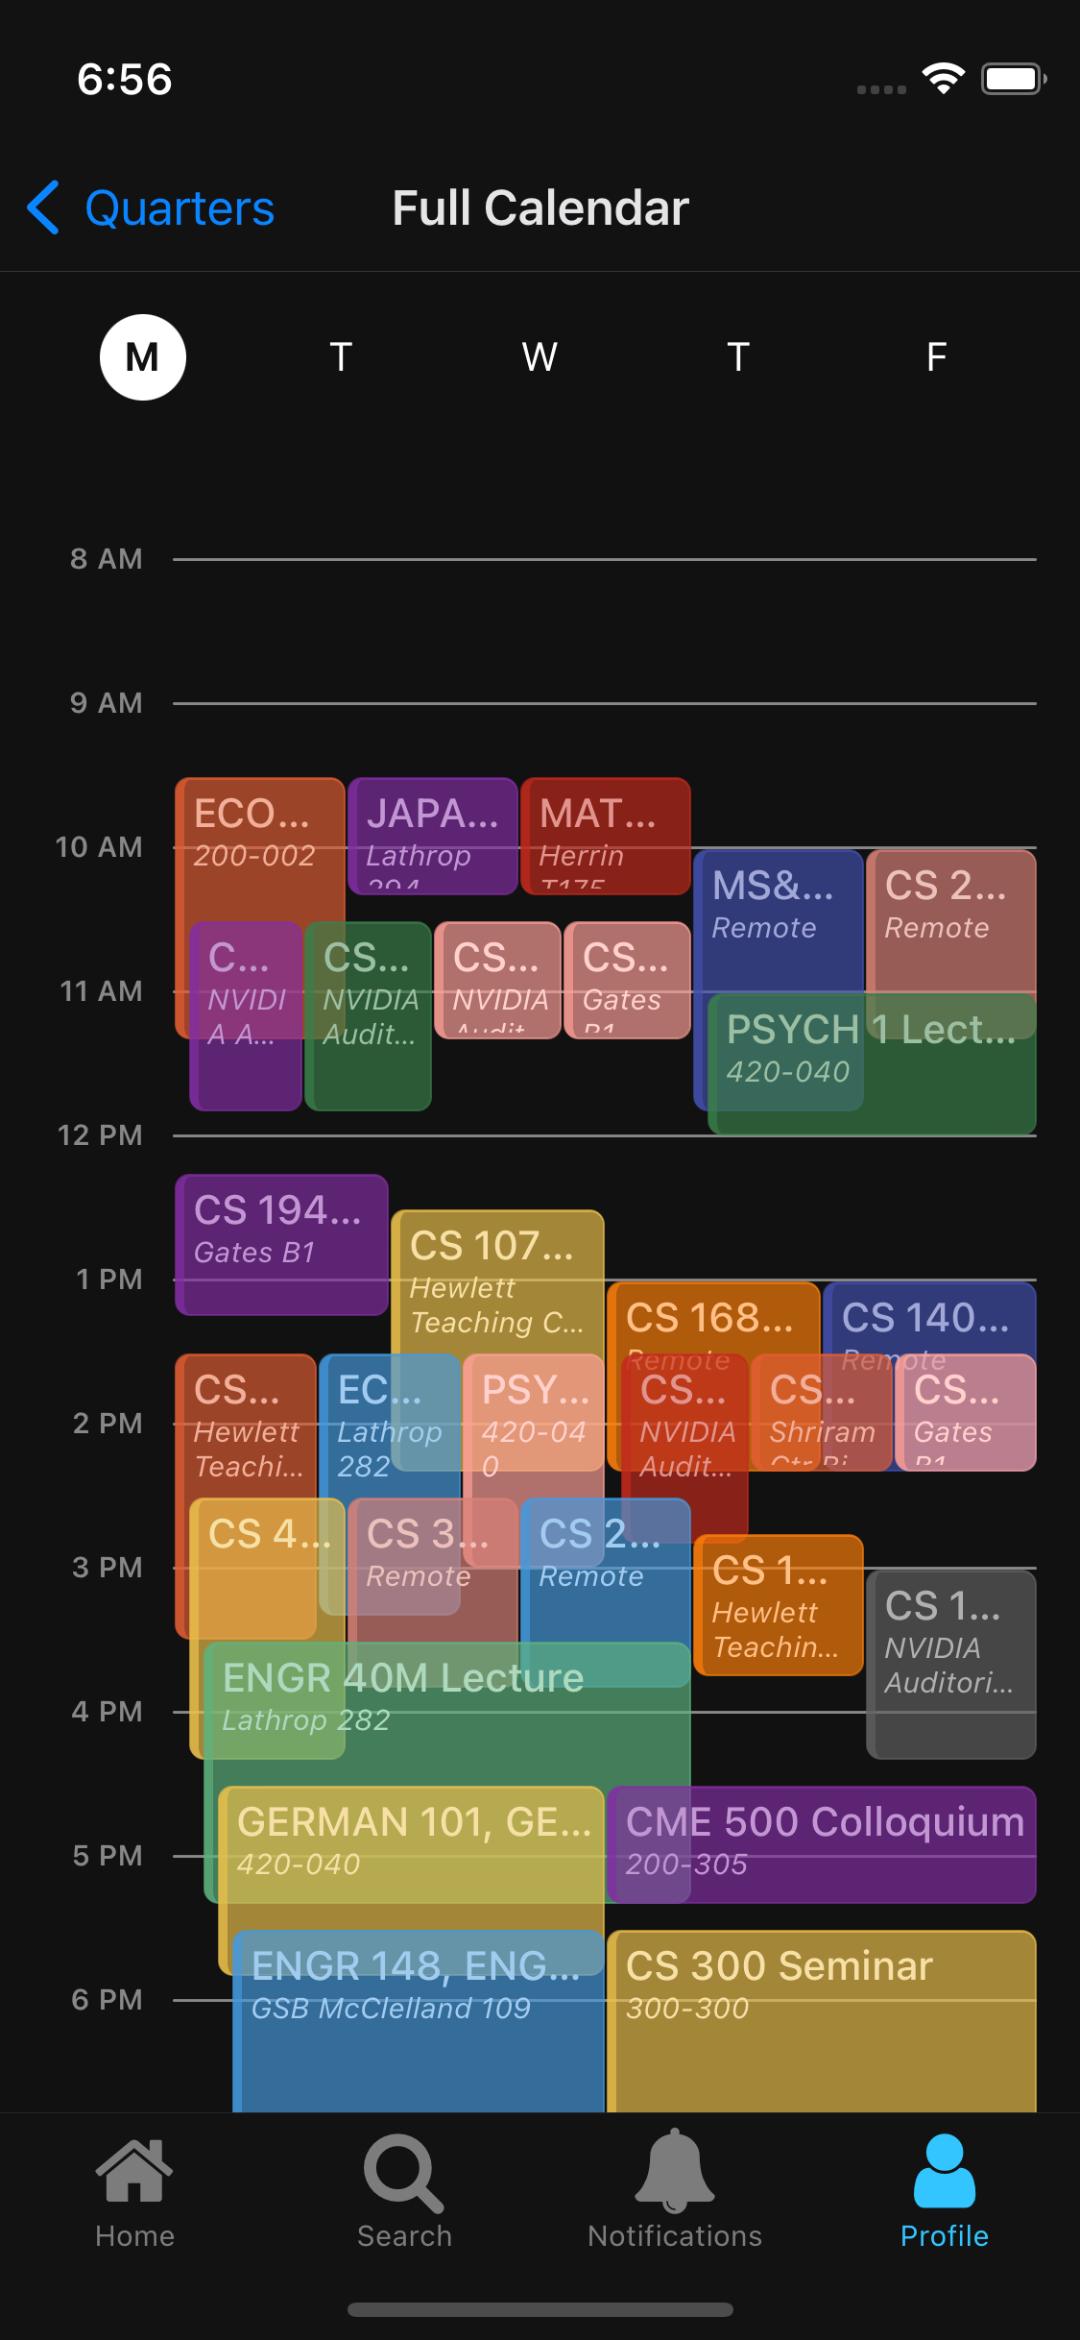 6:56
Quarters
Full Calendar
M T W T F
8 AM
9 AM
10 AM
11 AM
12 PM
1 PM
2 PM
3 PM
4 PM
5 PM
6 PM
ECO...
200-002
JAPA...
Lathrop
MAT...
Herrin
T175
MS&...
Remote
CS 2...
Remote
C...
NVIDI
A A...
CS...
NVIDIA
Audit...
CS...
NVIDIA
Audit...
CS...
Gates
B1
PSYCH 1 Lect...
420-040
CS 194...
Gates B1
CS 107...
Hewlett
Teaching C...
CS 168...
Remote
CS 140...
Remote
CS...
Hewlett
Teachi...
EC...
Lathrop
282
PSY...
420-04
0
CS...
NVIDIA
Audit...
CS...
Shriram
Ctr Bi...
CS...
Gates
B1
CS 4...
CS 3...
Remote
CS 2...
Remote
CS 1...
Hewlett
Teachin...
CS 1...
NVIDIA
Auditori...
ENGR 40M Lecture
Lathrop 282
GERMAN 101, GE...
420-040
CME 500 Colloquium
200-305
ENGR 148, ENG...
GSB McClelland 109
CS 300 Seminar
300-300
Home
Search
Notifications
Profile